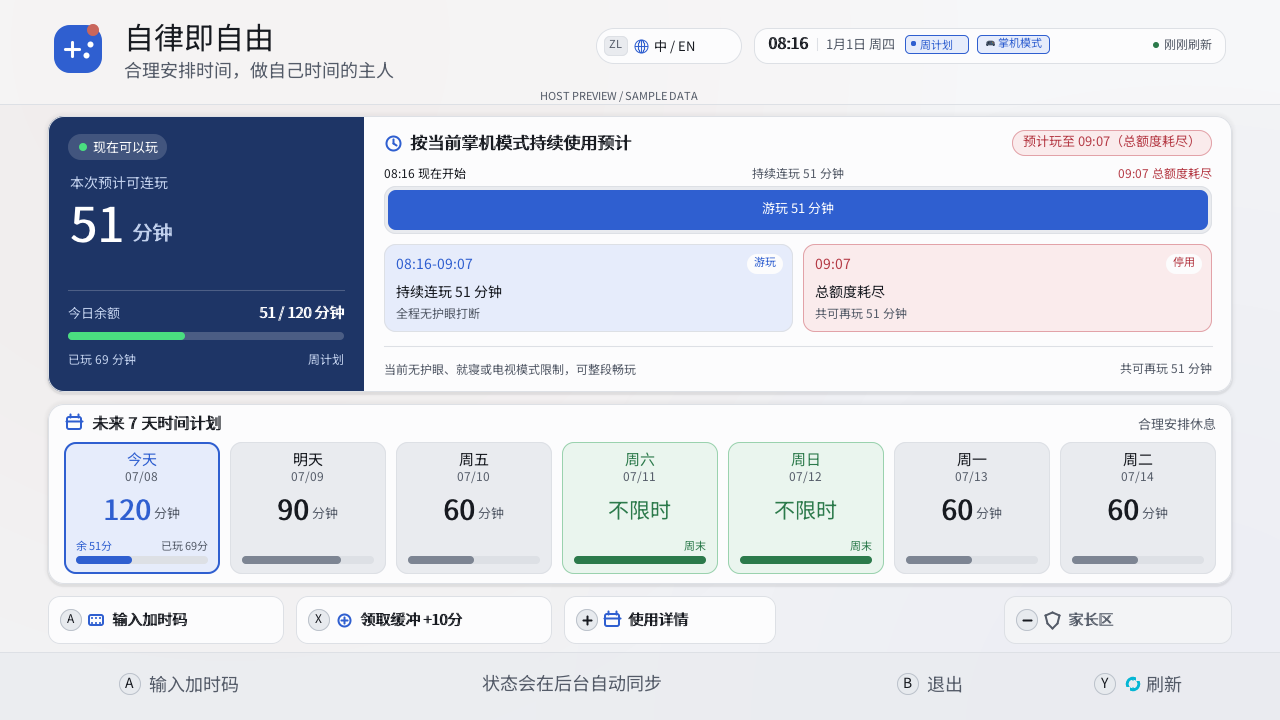 自律即自由
合理安排时间，做自己时间的主人
ZL 中 / EN
08:16 1月1日 周四 周计划 掌机模式 刚刚刷新
HOST PREVIEW / SAMPLE DATA
现在可以玩
本次预计可连玩
51 分钟
今日余额 51 / 120 分钟
已玩 69 分钟 周计划
按当前掌机模式持续使用预计 预计玩至 09:07（总额度耗尽）
08:16 现在开始 持续连玩 51 分钟 09:07 总额度耗尽
游玩 51 分钟
08:16-09:07 游玩
持续连玩 51 分钟
全程无护眼打断
09:07 停用
总额度耗尽
共可再玩 51 分钟
当前无护眼、就寝或电视模式限制，可整段畅玩 共可再玩 51 分钟
未来 7 天时间计划 合理安排休息
今天
07/08
120 分钟
余 51分 已玩 69分
明天
07/09
90 分钟
周五
07/10
60 分钟
周六
07/11
不限时
周末
周日
07/12
不限时
周末
周一
07/13
60 分钟
周二
07/14
60 分钟
A 输入加时码
X 领取缓冲 +10分
+ 使用详情
− 家长区
A 输入加时码
状态会在后台自动同步
B 退出
Y 刷新